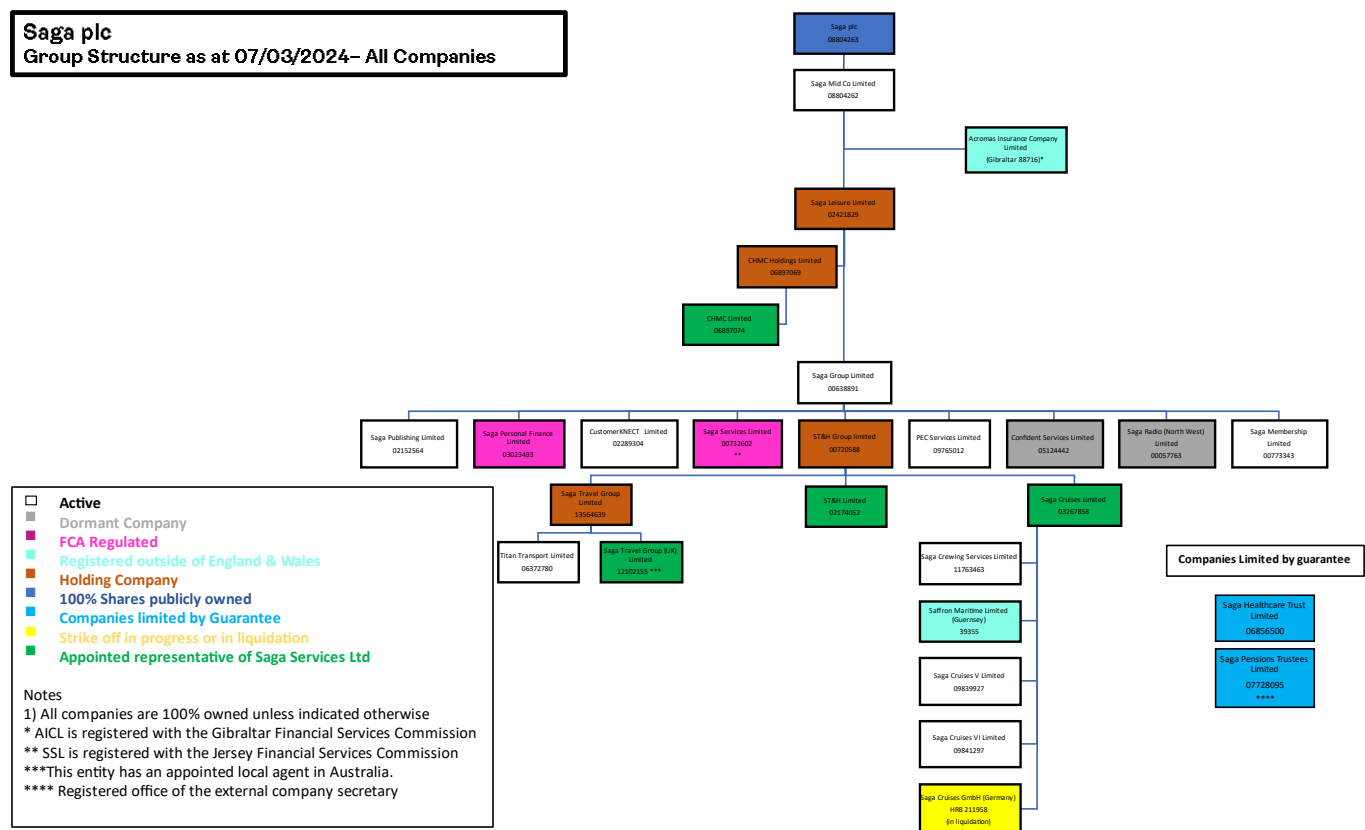 Saga plc
Group Structure as at 07/03/2024– All Companies
Saga plc
08804263
Saga Mid Co Limited
08804262
Acromas Insurance Company
Limited
(Gibraltar 88716)*
Saga Leisure Limited
02421829
CHMC Holdings Limited
06897069
CHMC Limited
06897074
Saga Group Limited
00638891
Saga Publishing Limited
02152564
Saga Personal Finance
Limited
03023493
CustomerKNECT Limited
02289304
Saga Services Limited
00732602
**
ST&H Group limited
00720588
PEC Services Limited
09765012
Confident Services Limited
05124442
Saga Radio (North West)
Limited
00057763
Saga Membership
Limited
00773343
Saga Travel Group
Limited
13564639
ST&H Limited
02174052
Saga Cruises Limited
03267858
Titan Transport Limited
06372780
Saga Travel Group (UK)
Limited
12102155 ***
Saga Crewing Services Limited
11763463
Saffron Maritime Limited
(Guernsey)
39355
Saga Cruises V Limited
09839927
Saga Cruises VI Limited
09841297
Saga Cruises GmbH (Germany)
HRB 211958
(in liquidation)
Companies Limited by guarantee
Saga Healthcare Trust
Limited
06856500
Saga Pensions Trustees
Limited
07728095
****
Active
Dormant Company
FCA Regulated
Registered outside of England & Wales
Holding Company
100% Shares publicly owned
Companies limited by Guarantee
Strike off in progress or in liquidation
Appointed representative of Saga Services Ltd
Notes
1) All companies are 100% owned unless indicated otherwise
* AICL is registered with the Gibraltar Financial Services Commission
** SSL is registered with the Jersey Financial Services Commission
***This entity has an appointed local agent in Australia.
**** Registered office of the external company secretary